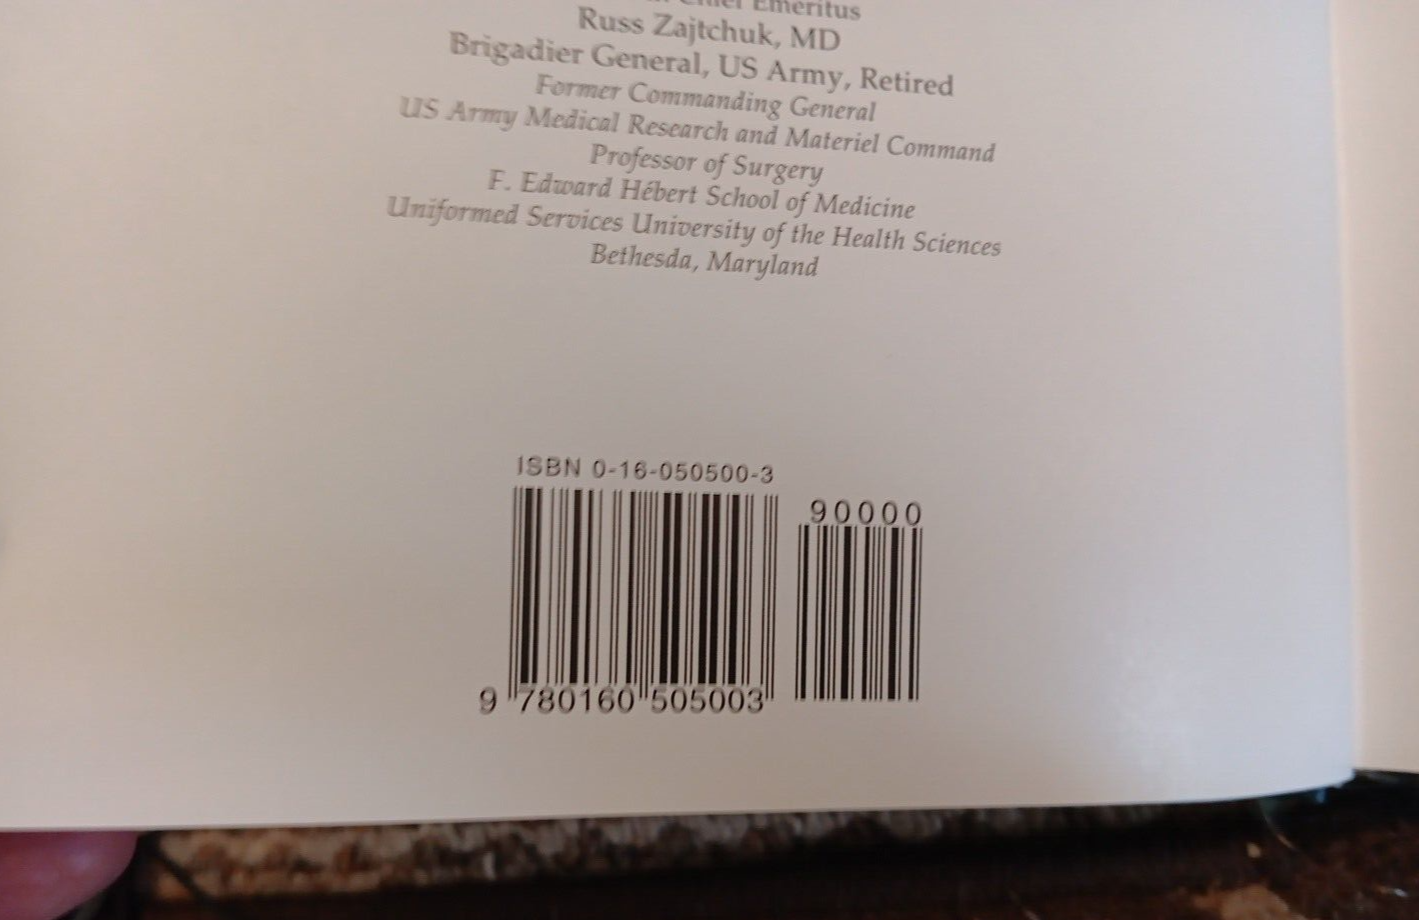 Emeritus
Russ Zajtchuk, MD
Brigadier General, US Army, Retired
Former Commanding General
US Army Medical Research and Materiel Command
Professor of Surgery
F. Edward Hébert School of Medicine
Uniformed Services University of the Health Sciences
Bethesda, Maryland
ISBN 0-16-050500-3
90000
9 780160 505003